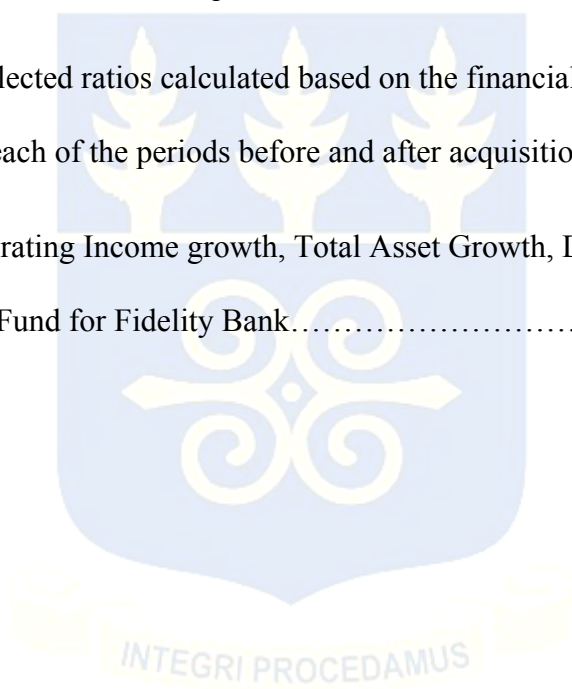 lected ratios calculated based on the financial
each of the periods before and after acquisitio
rating Income growth, Total Asset Growth, D
Fund for Fidelity Bank……………………….
INTEGRI PROCEDAMUS